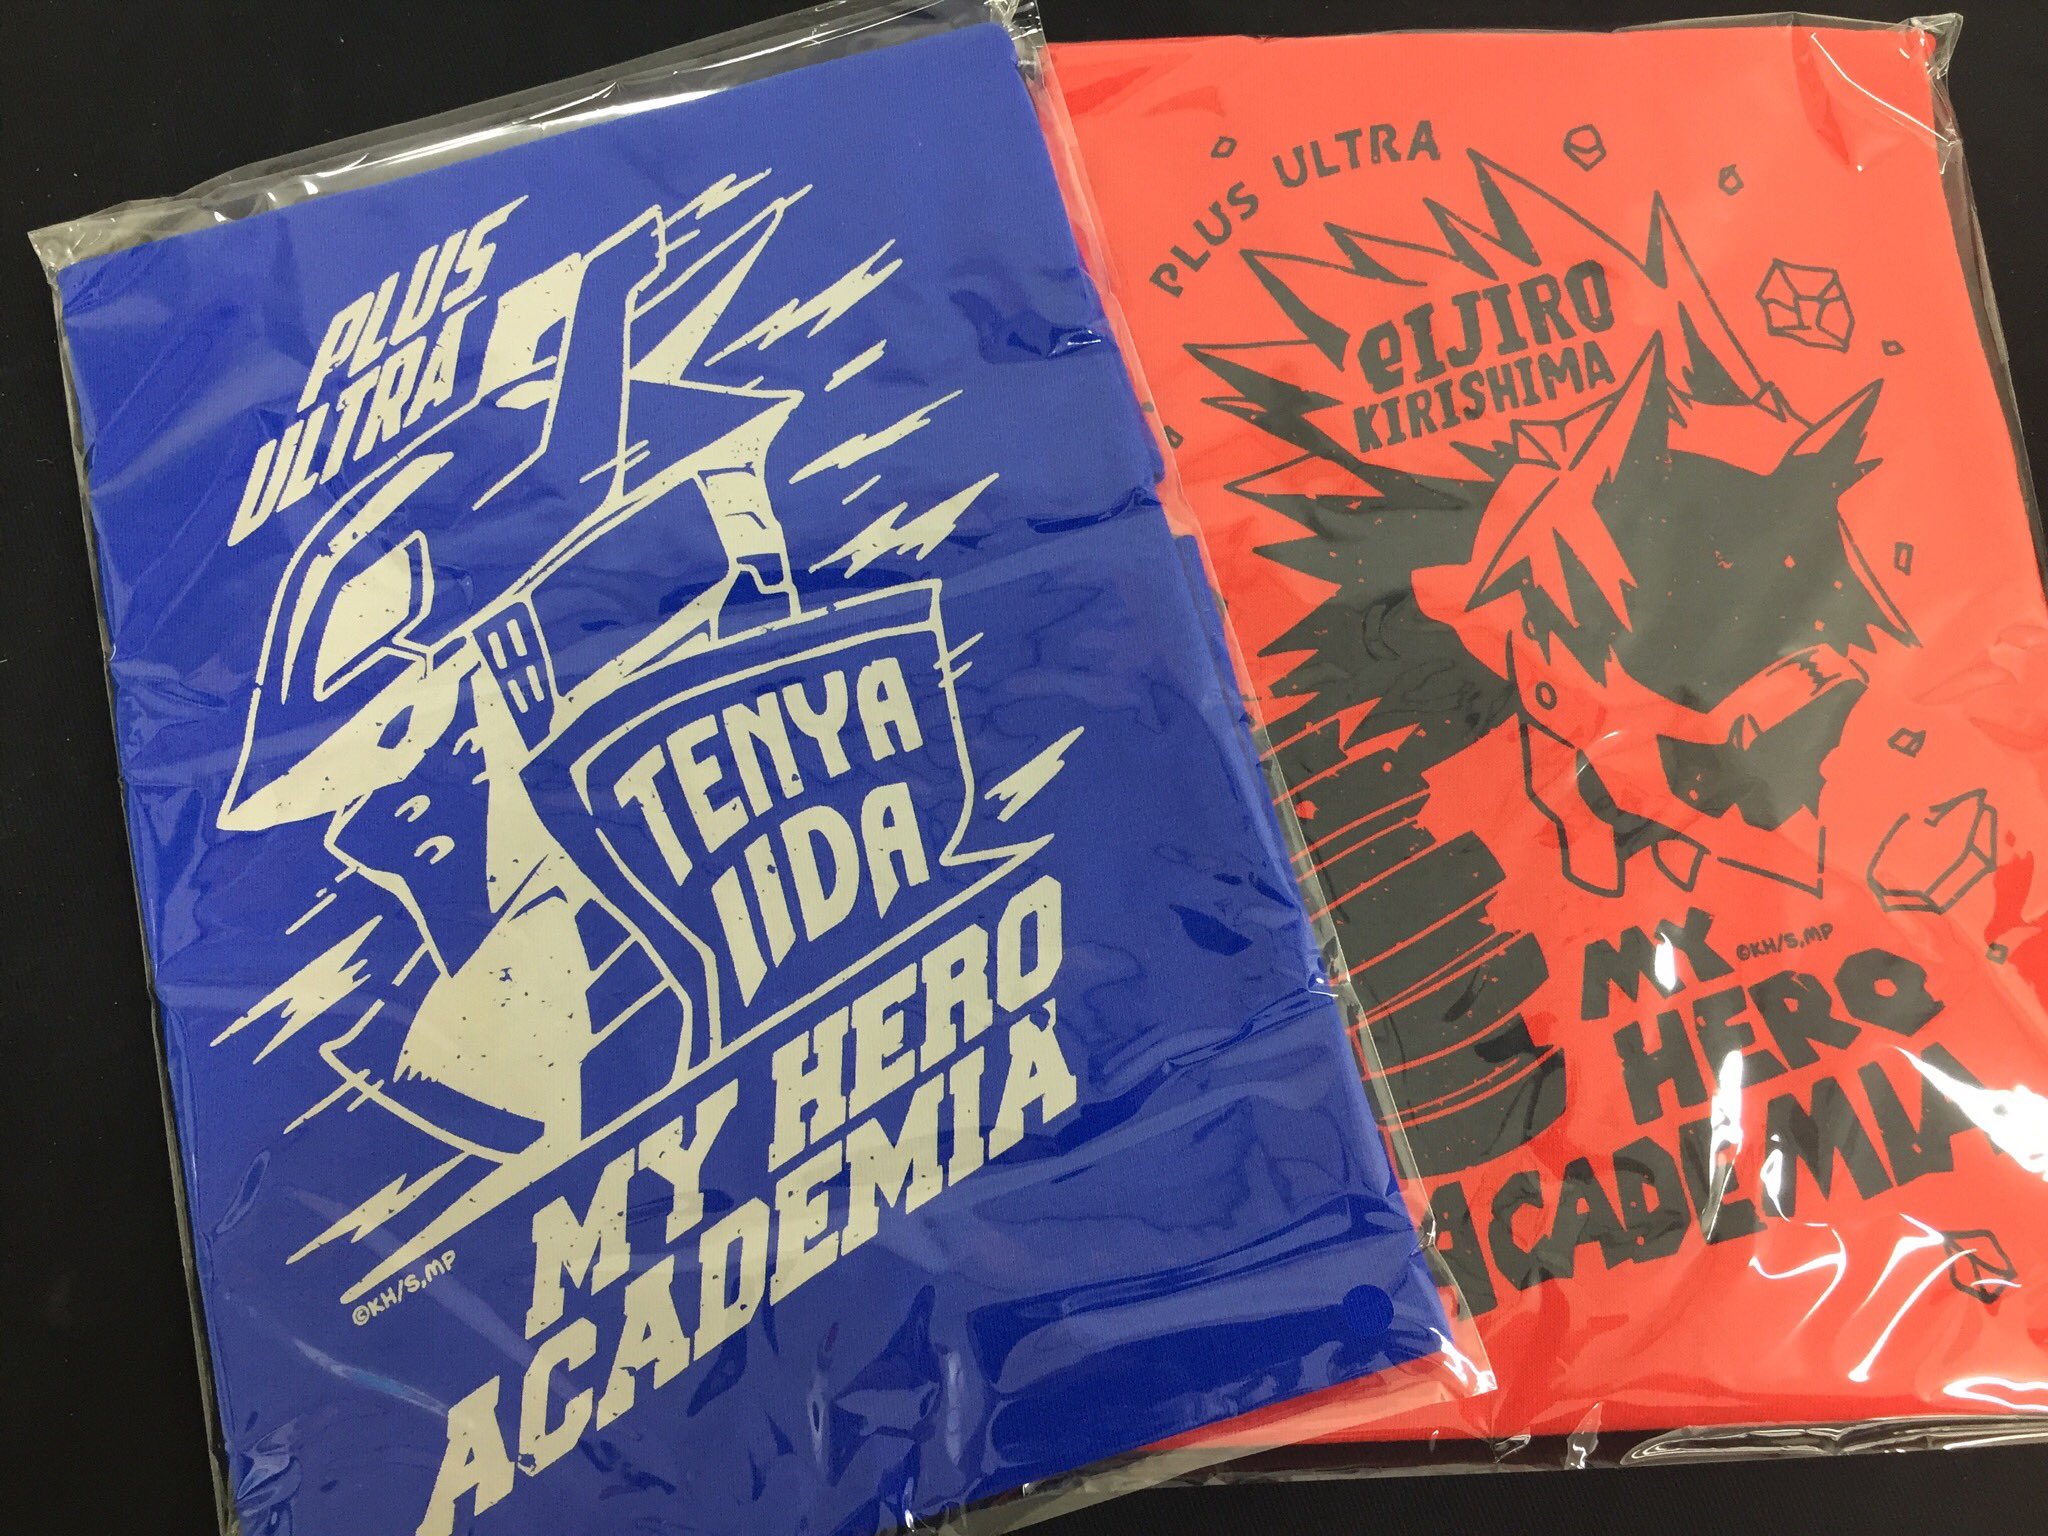 PLUS
ULTRA
TENYA
IIDA
MY HERO
ACADEMIA
©KH/S,MP
PLUS ULTRA
eIJIRO
KIRISHIMA
©KH/S,MP
MY
HERO
ACADEMIA